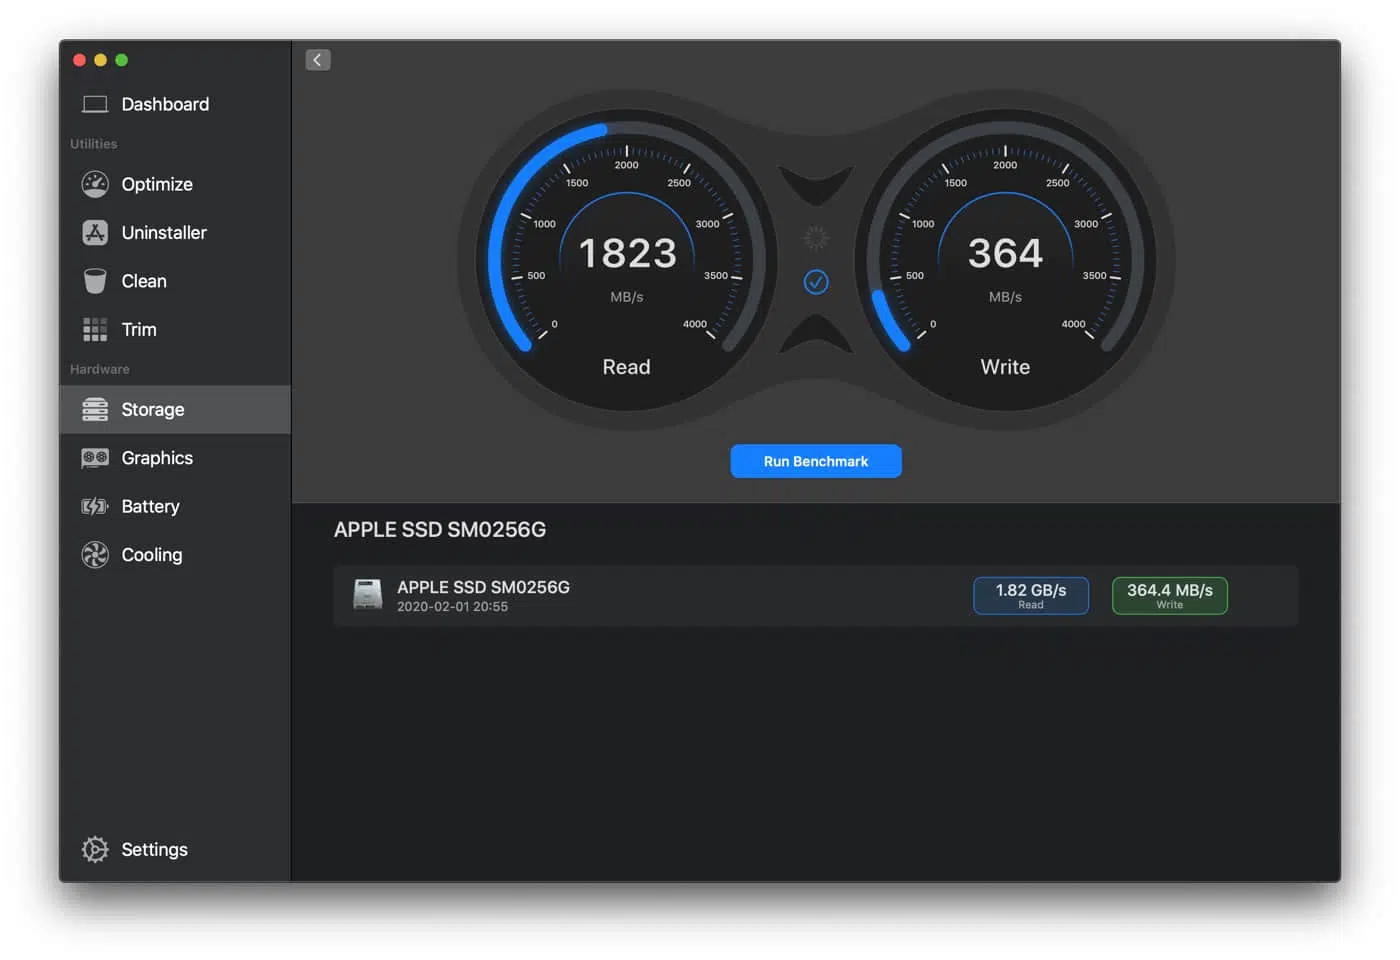 Dashboard
Utilities
Optimize
Uninstaller
Clean
Trim
Hardware
Storage
Graphics
Battery
Cooling
Settings
0
500
1000
1500
2000
2500
3000
3500
4000
1823
MB/s
Read
0
500
1000
1500
2000
2500
3000
3500
4000
364
MB/s
Write
Run Benchmark
APPLE SSD SM0256G
APPLE SSD SM0256G
2020-02-01 20:55
1.82 GB/s
Read
364.4 MB/s
Write